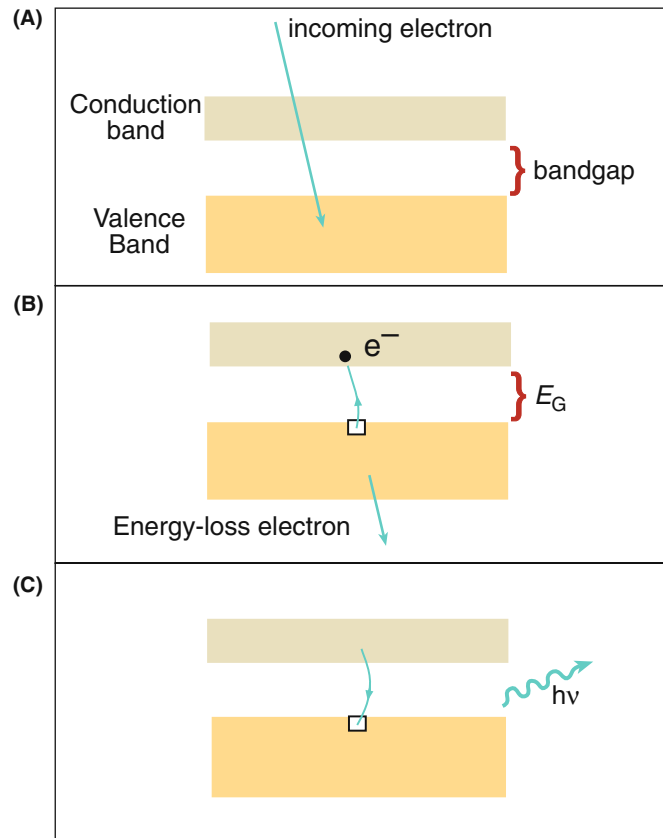 (A)
incoming electron
Conduction
band
bandgap
Valence
Band
(B)
e−
E_G
Energy-loss electron
(C)
hν